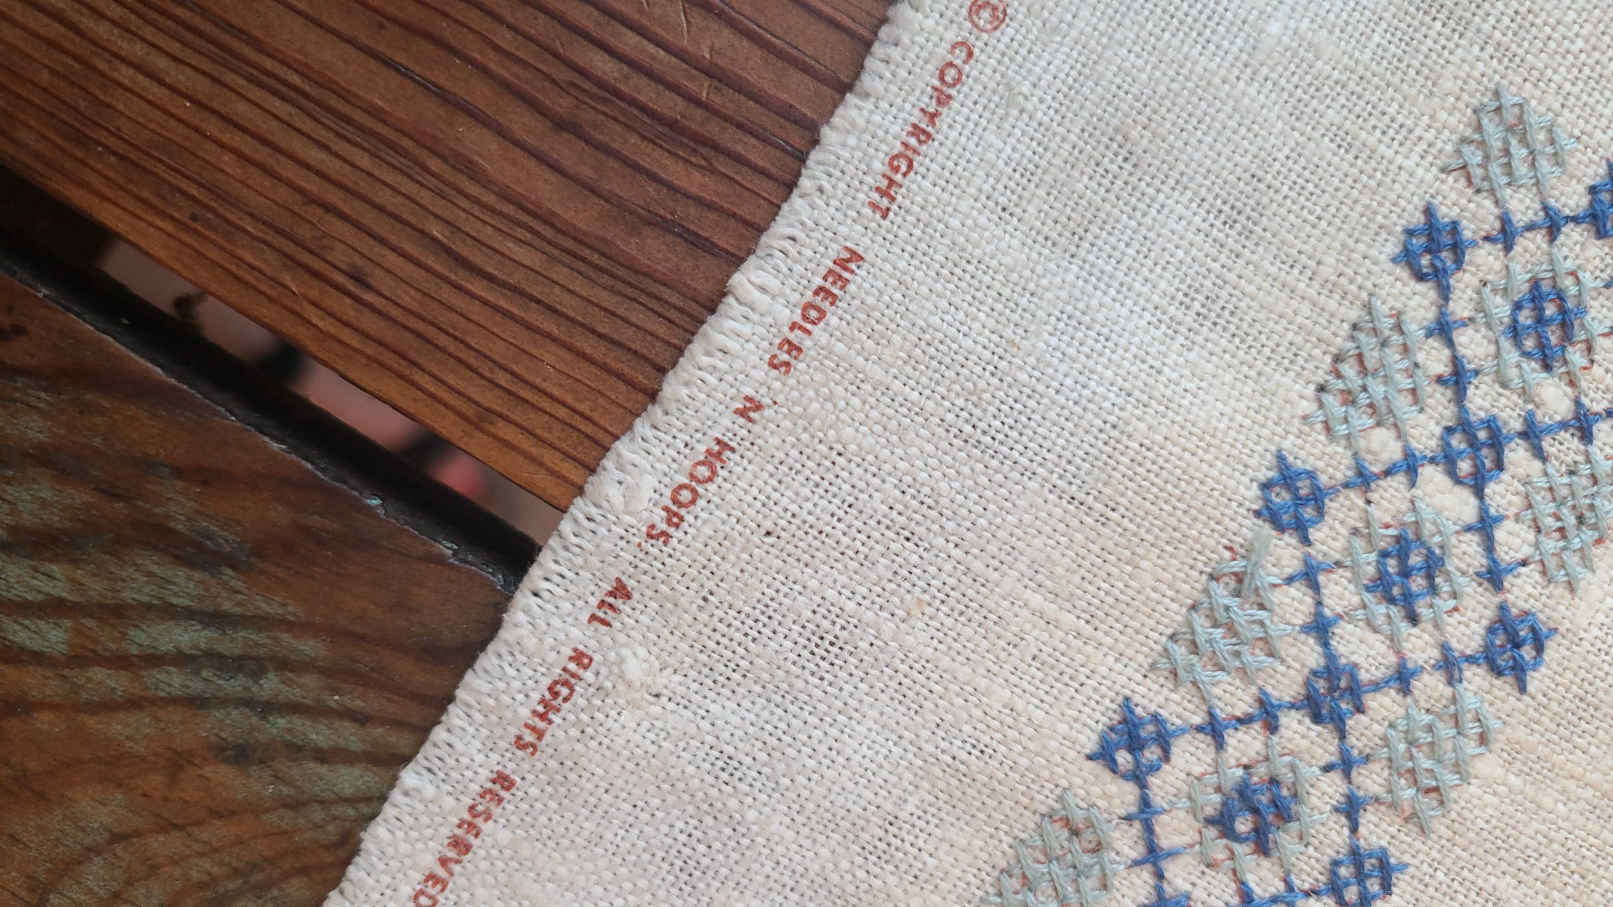 © COPYRIGHT NEEDLES 'N HOOPS. ALL RIGHTS RESERVED